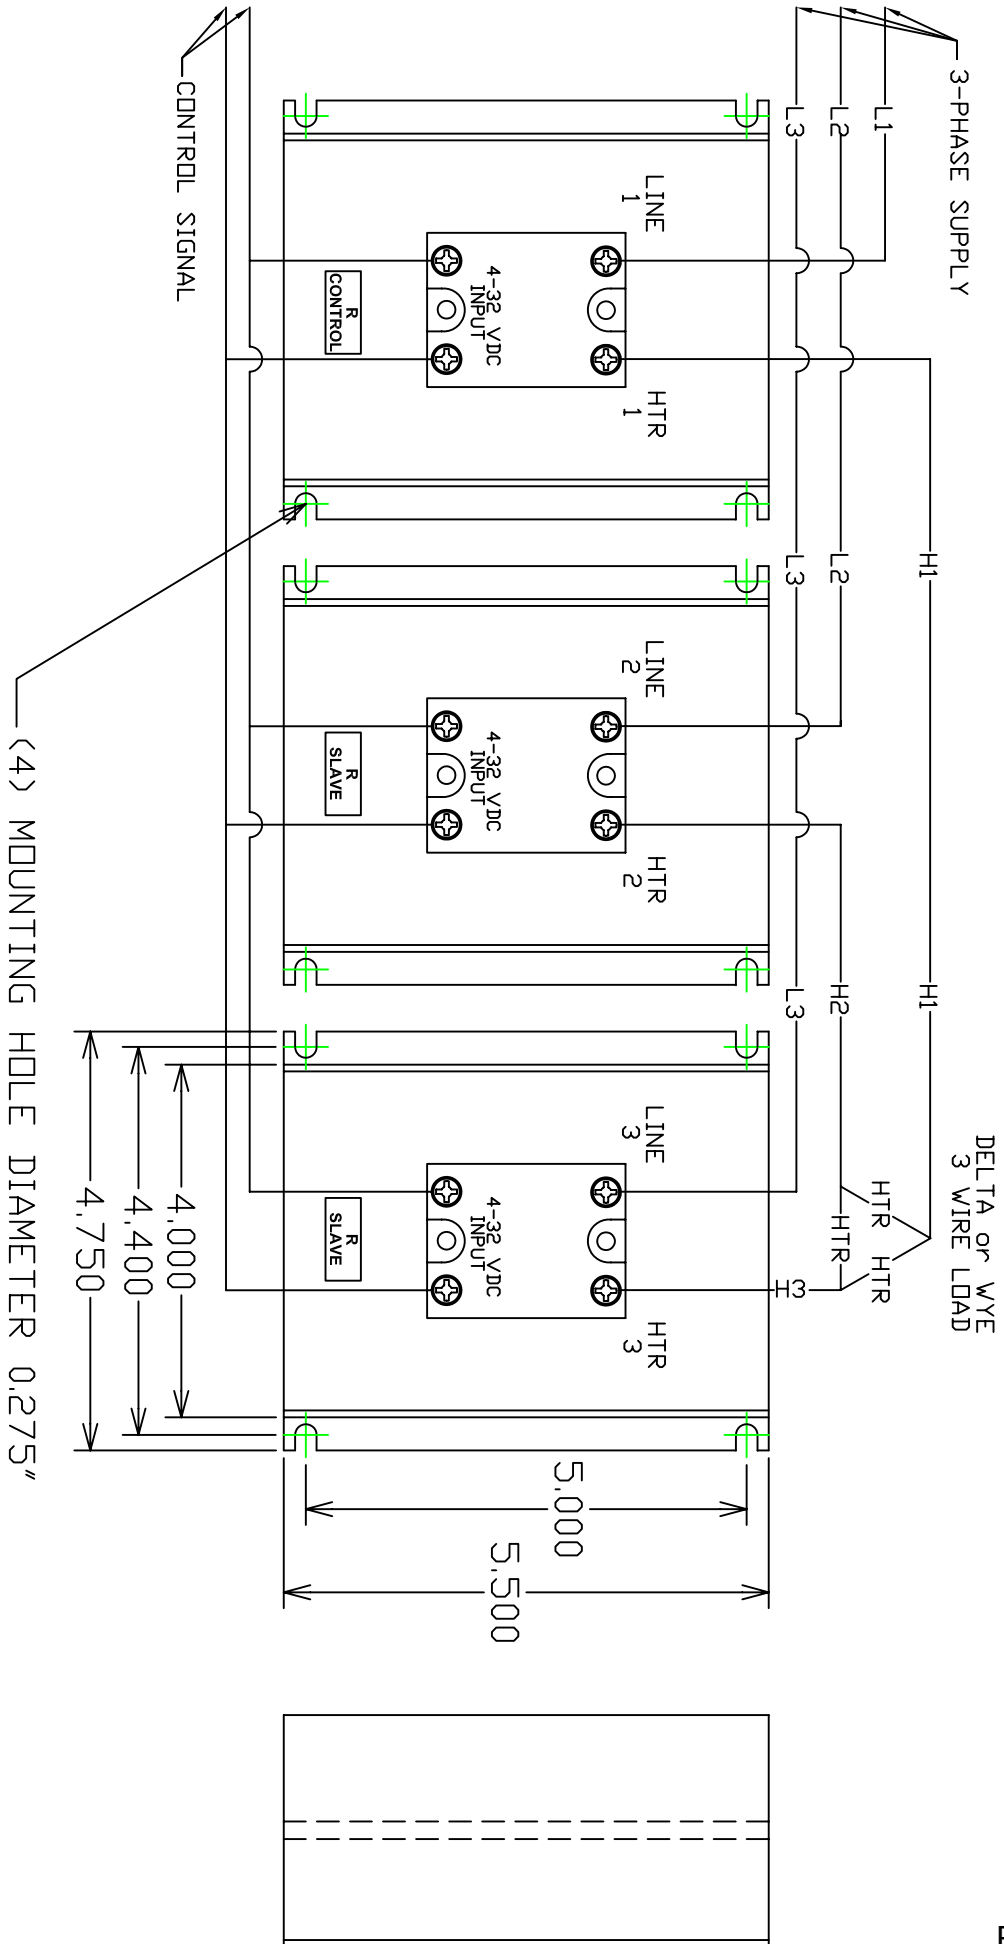 3-PHASE SUPPLY
L1
L2
L3
H1
L2
L3
H1
H2
L3
DELTA or WYE
3 WIRE LOAD
HTR
HTR
HTR
H3
LINE
1
HTR
1
4-32 VDC
INPUT
R
CONTROL
LINE
2
HTR
2
4-32 VDC
INPUT
R
SLAVE
LINE
3
HTR
3
4-32 VDC
INPUT
R
SLAVE
CONTROL SIGNAL
5.000
5.500
4.000
4.400
4.750
(4) MOUNTING HOLE DIAMETER 0.275"